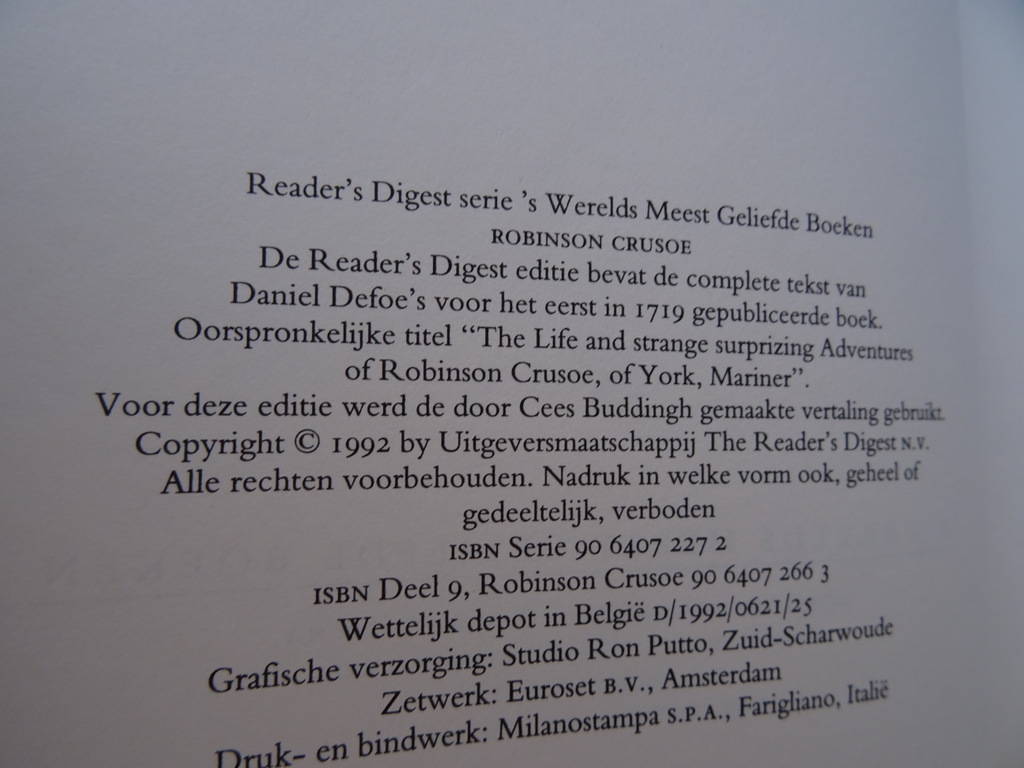 Reader's Digest serie 's Werelds Meest Geliefde Boeken
ROBINSON CRUSOE
De Reader's Digest editie bevat de complete tekst van
Daniel Defoe's voor het eerst in 1719 gepubliceerde boek.
Oorspronkelijke titel “The Life and strange surprizing Adventures
of Robinson Crusoe, of York, Mariner”.
Voor deze editie werd de door Cees Buddingh gemaakte vertaling gebruikt.
Copyright © 1992 by Uitgeversmaatschappij The Reader's Digest N.V.
Alle rechten voorbehouden. Nadruk in welke vorm ook, geheel of
gedeeltelijk, verboden
ISBN Serie 90 6407 227 2
ISBN Deel 9, Robinson Crusoe 90 6407 266 3
Wettelijk depot in België D/1992/0621/25
Grafische verzorging: Studio Ron Putto, Zuid-Scharwoude
Zetwerk: Euroset B.V., Amsterdam
Druk- en bindwerk: Milanostampa S.P.A., Farigliano, Italië